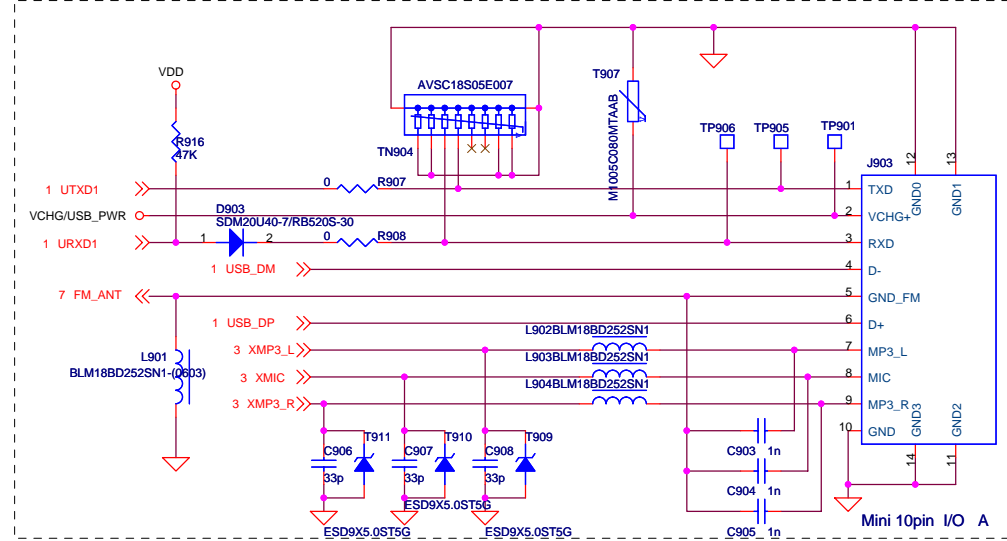 VDD
AVSC18S05E007
T907
M1005C080MTAAB
R916
47K
TN904
TP906
TP905
TP901
J903
12
13
GND0
GND1
1 UTXD1
0
R907
1
TXD
VCHG/USB_PWR
D903
SDM20U40-7/RB520S-30
2
VCHG+
1 URXD1
1
2
0
R908
3
RXD
1 USB_DM
4
D-
7 FM_ANT
5
GND_FM
1 USB_DP
6
D+
L902BLM18BD252SN1
3 XMP3_L
7
MP3_L
L901
BLM18BD252SN1-(0603)
L903BLM18BD252SN1
3 XMIC
8
MIC
L904BLM18BD252SN1
3 XMP3_R
9
MP3_R
10
GND
GND3
GND2
14
11
T911
T910
T909
C906
33p
C907
33p
C908
33p
C903
1n
C904
1n
C905
1n
ESD9X5.0ST5G
ESD9X5.0ST5G
ESD9X5.0ST5G
Mini 10pin I/O A